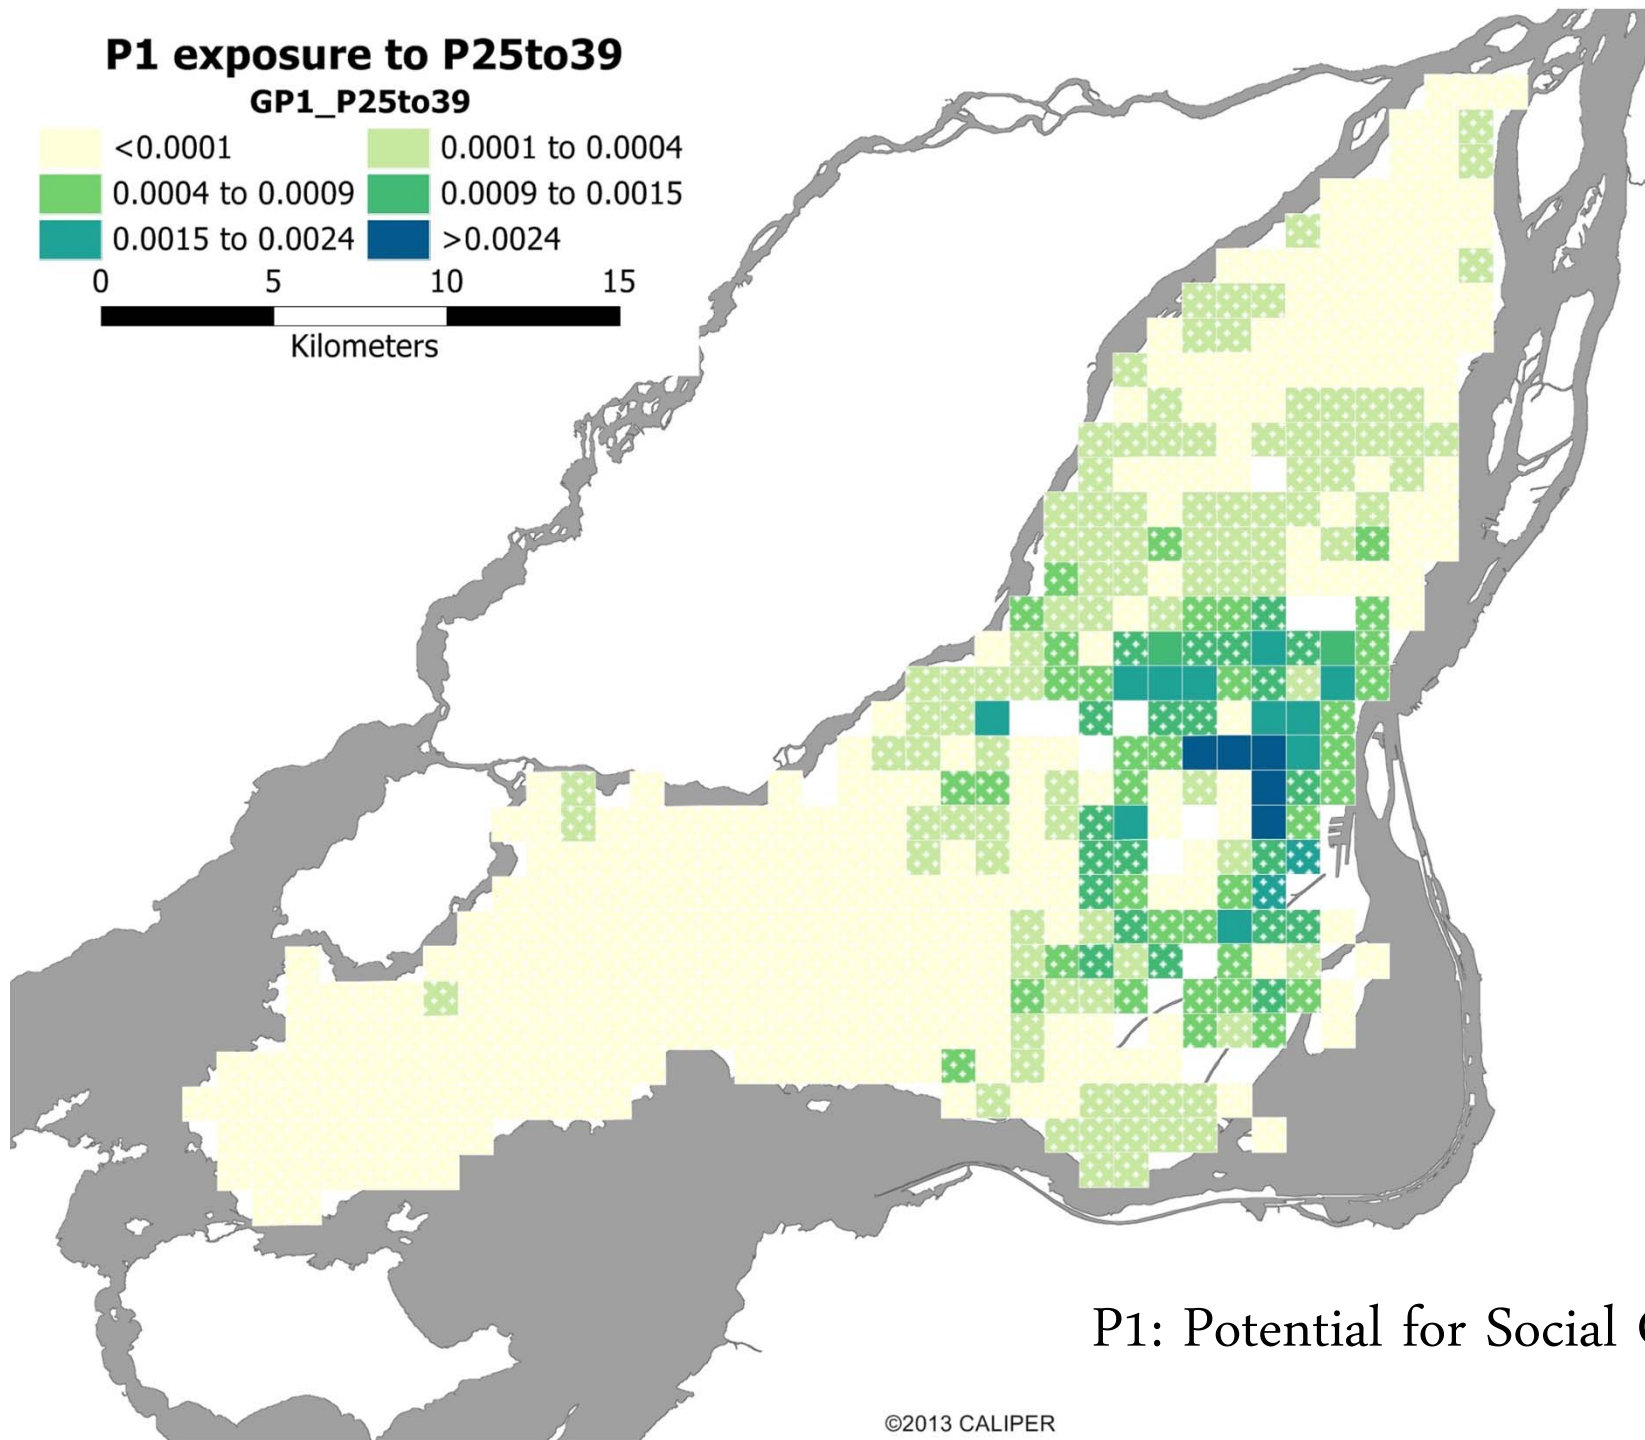 P1 exposure to P25to39
GP1_P25to39
<0.0001 0.0001 to 0.0004
0.0004 to 0.0009 0.0009 to 0.0015
0.0015 to 0.0024 >0.0024
0 5 10 15
Kilometers
P1: Potential for Social
©2013 CALIPER